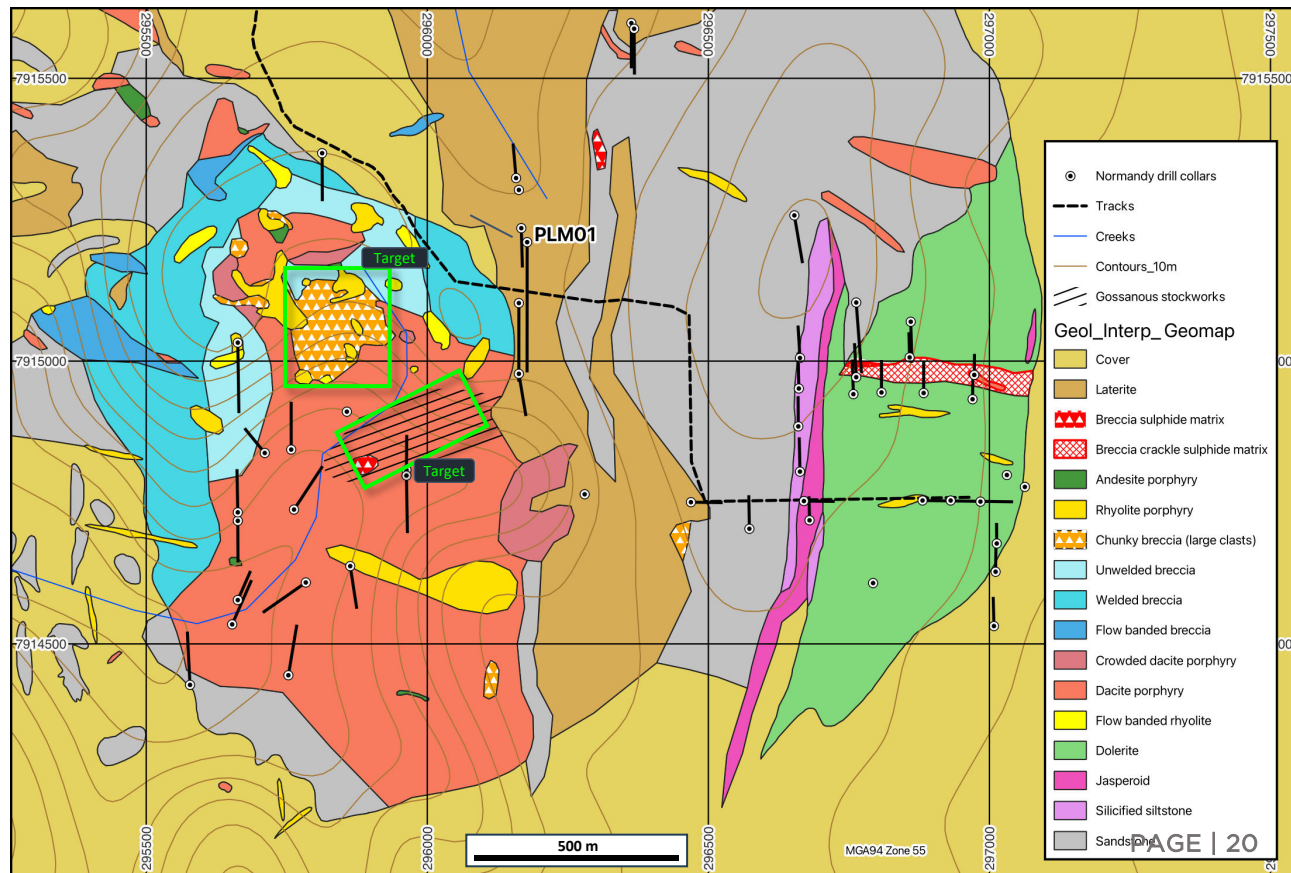 295500
296000
296500
297000
297500
7915500
7915500
PLM01
Target
7915000
Target
7914500
00
295500
296000
296500
297000
500 m
MGA94 Zone 55
Normandy drill collars
Tracks
Creeks
Contours_10m
Gossanous stockworks
Geol_Interp_Geomap
Cover
Laterite
Breccia sulphide matrix
Breccia crackle sulphide matrix
Andesite porphyry
Rhyolite porphyry
Chunky breccia (large clasts)
Unwelded breccia
Welded breccia
Flow banded breccia
Crowded dacite porphyry
Dacite porphyry
Flow banded rhyolite
Dolerite
Jasperoid
Silicified siltstone
Sandstone
PAGE | 20